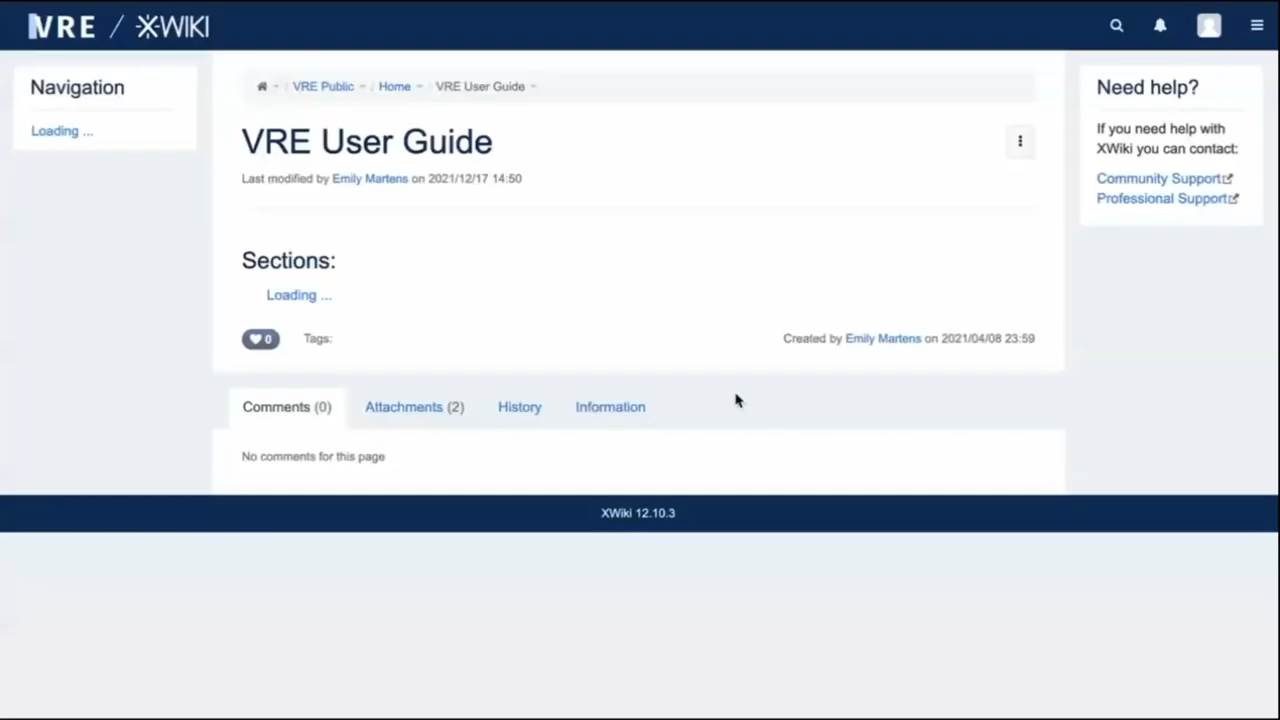 VRE / XWIKI
Navigation
Loading ...
VRE Public / Home / VRE User Guide
VRE User Guide
Last modified by Emily Martens on 2021/12/17 14:50
Sections:
Loading ...
0 Tags: Created by Emily Martens on 2021/04/08 23:59
Comments (0) Attachments (2) History Information
No comments for this page
Need help?
If you need help with
XWiki you can contact:
Community Support
Professional Support
XWiki 12.10.3